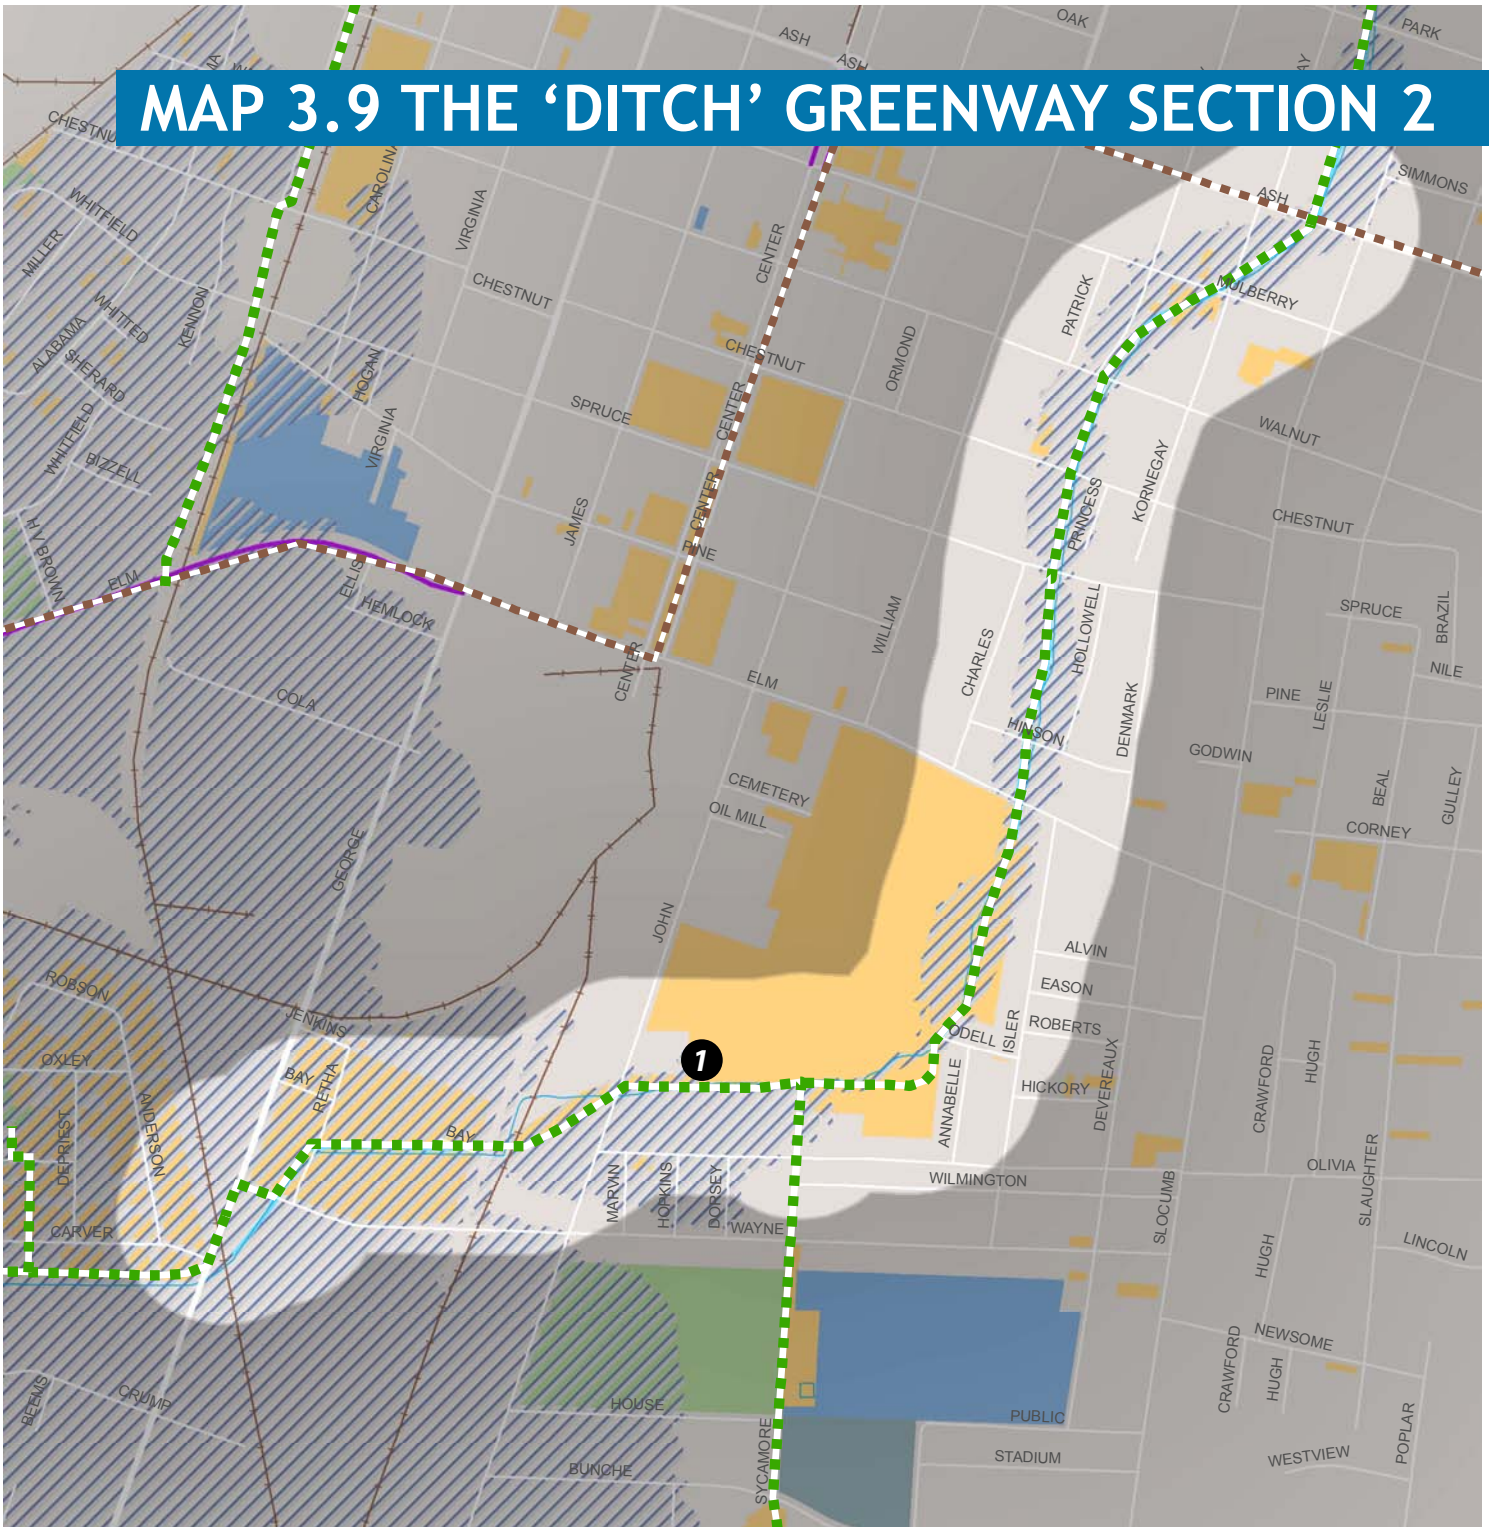 OAK
PARK
ASH
ASH
MAP 3.9 THE ‘DITCH’ GREENWAY SECTION 2
CHESTNU
CAROLINA
SIMMONS
ASH
WHITFIELD
VIRGINIA
MILLER
CENTER
CHESTNUT
MULBERRY
PATRICK
WHITTED
KENNON
ALABAMA
SHERARD
HOGAN
CHESTNUT
ORMOND
SPRUCE
CENTER
WALNUT
WHITFIELD
VIRGINIA
BIZZELL
KORNEGAY
CENTER
PRINCESS
JAMES
CHESTNUT
H V BROWN
PINE
ELM
ELLIS
HEMLOCK
SPRUCE
BRAZIL
WILLIAM
HOLLOWELL
CHARLES
CENTER
NILE
ELM
COLA
PINE
LESLIE
HINSON
DENMARK
GODWIN
CEMETERY
BEAL
GULLEY
OIL MILL
CORNEY
GEORGE
JOHN
ALVIN
ROBSON
EASON
JENKINS
ODELL
ISLER
ROBERTS
1
OXLEY
BAY
RETHA
HUGH
HICKORY
CRAWFORD
ANNABELLE
DEVEREAUX
BAY
ANDERSON
DEPRIEST
OLIVIA
MARVIN
HOPKINS
DORSEY
WILMINGTON
SLAUGHTER
SLOCUMB
CARVER
WAYNE
HUGH
LINCOLN
NEWSOME
CRAWFORD
HUGH
BEEMS
CRUMP
HOUSE
PUBLIC
POPLAR
SYCAMORE
STADIUM
WESTVIEW
BUNCHE